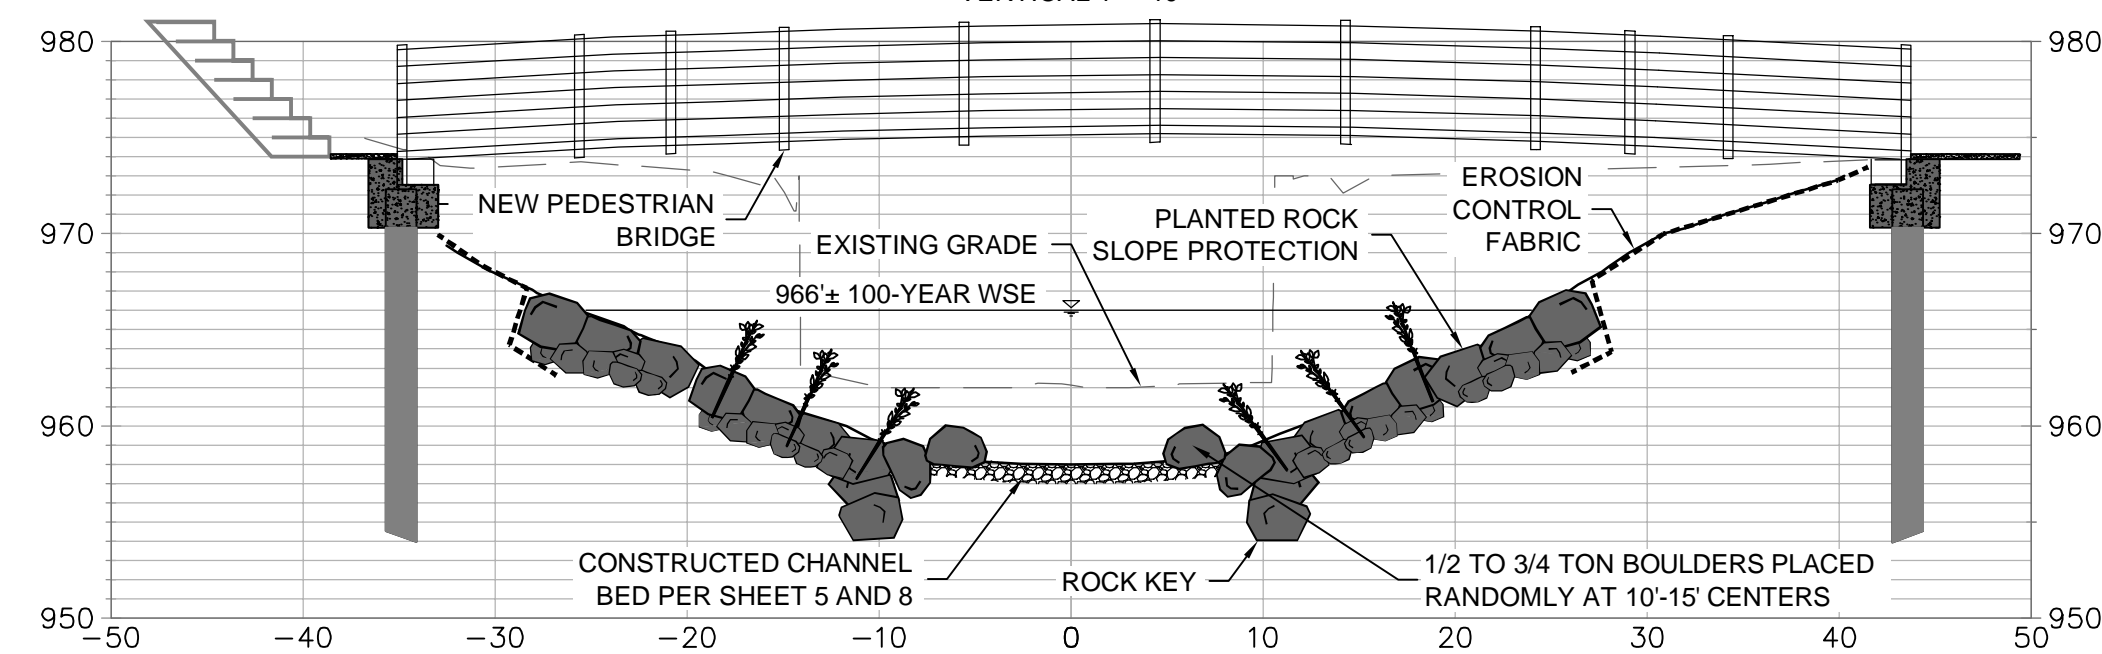 980
980
NEW PEDESTRIAN
BRIDGE
EROSION
CONTROL
FABRIC
PLANTED ROCK
SLOPE PROTECTION
970
970
EXISTING GRADE
966'± 100-YEAR WSE
960
960
CONSTRUCTED CHANNEL
BED PER SHEET 5 AND 8
ROCK KEY
1/2 TO 3/4 TON BOULDERS PLACED
RANDOMLY AT 10'-15' CENTERS
950
950
-50 -40 -30 -20 -10 0 10 20 30 40 50